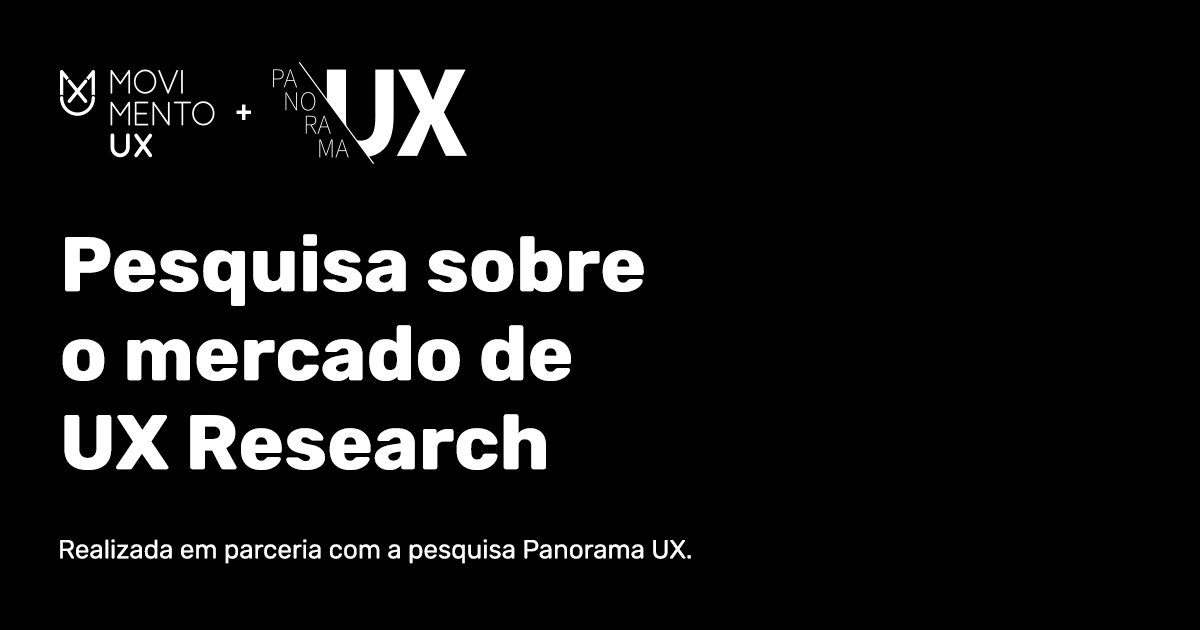 MOVI
MENTO
UX
+
PA
NO
RA
MA
UX
Pesquisa sobre
o mercado de
UX Research
Realizada em parceria com a pesquisa Panorama UX.